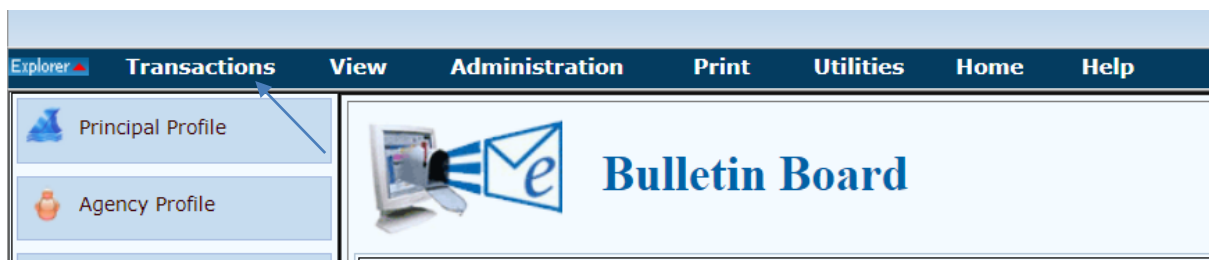 Explorer Transactions View Administration Print Utilities Home Help
Principal Profile
Agency Profile
e
Bulletin Board